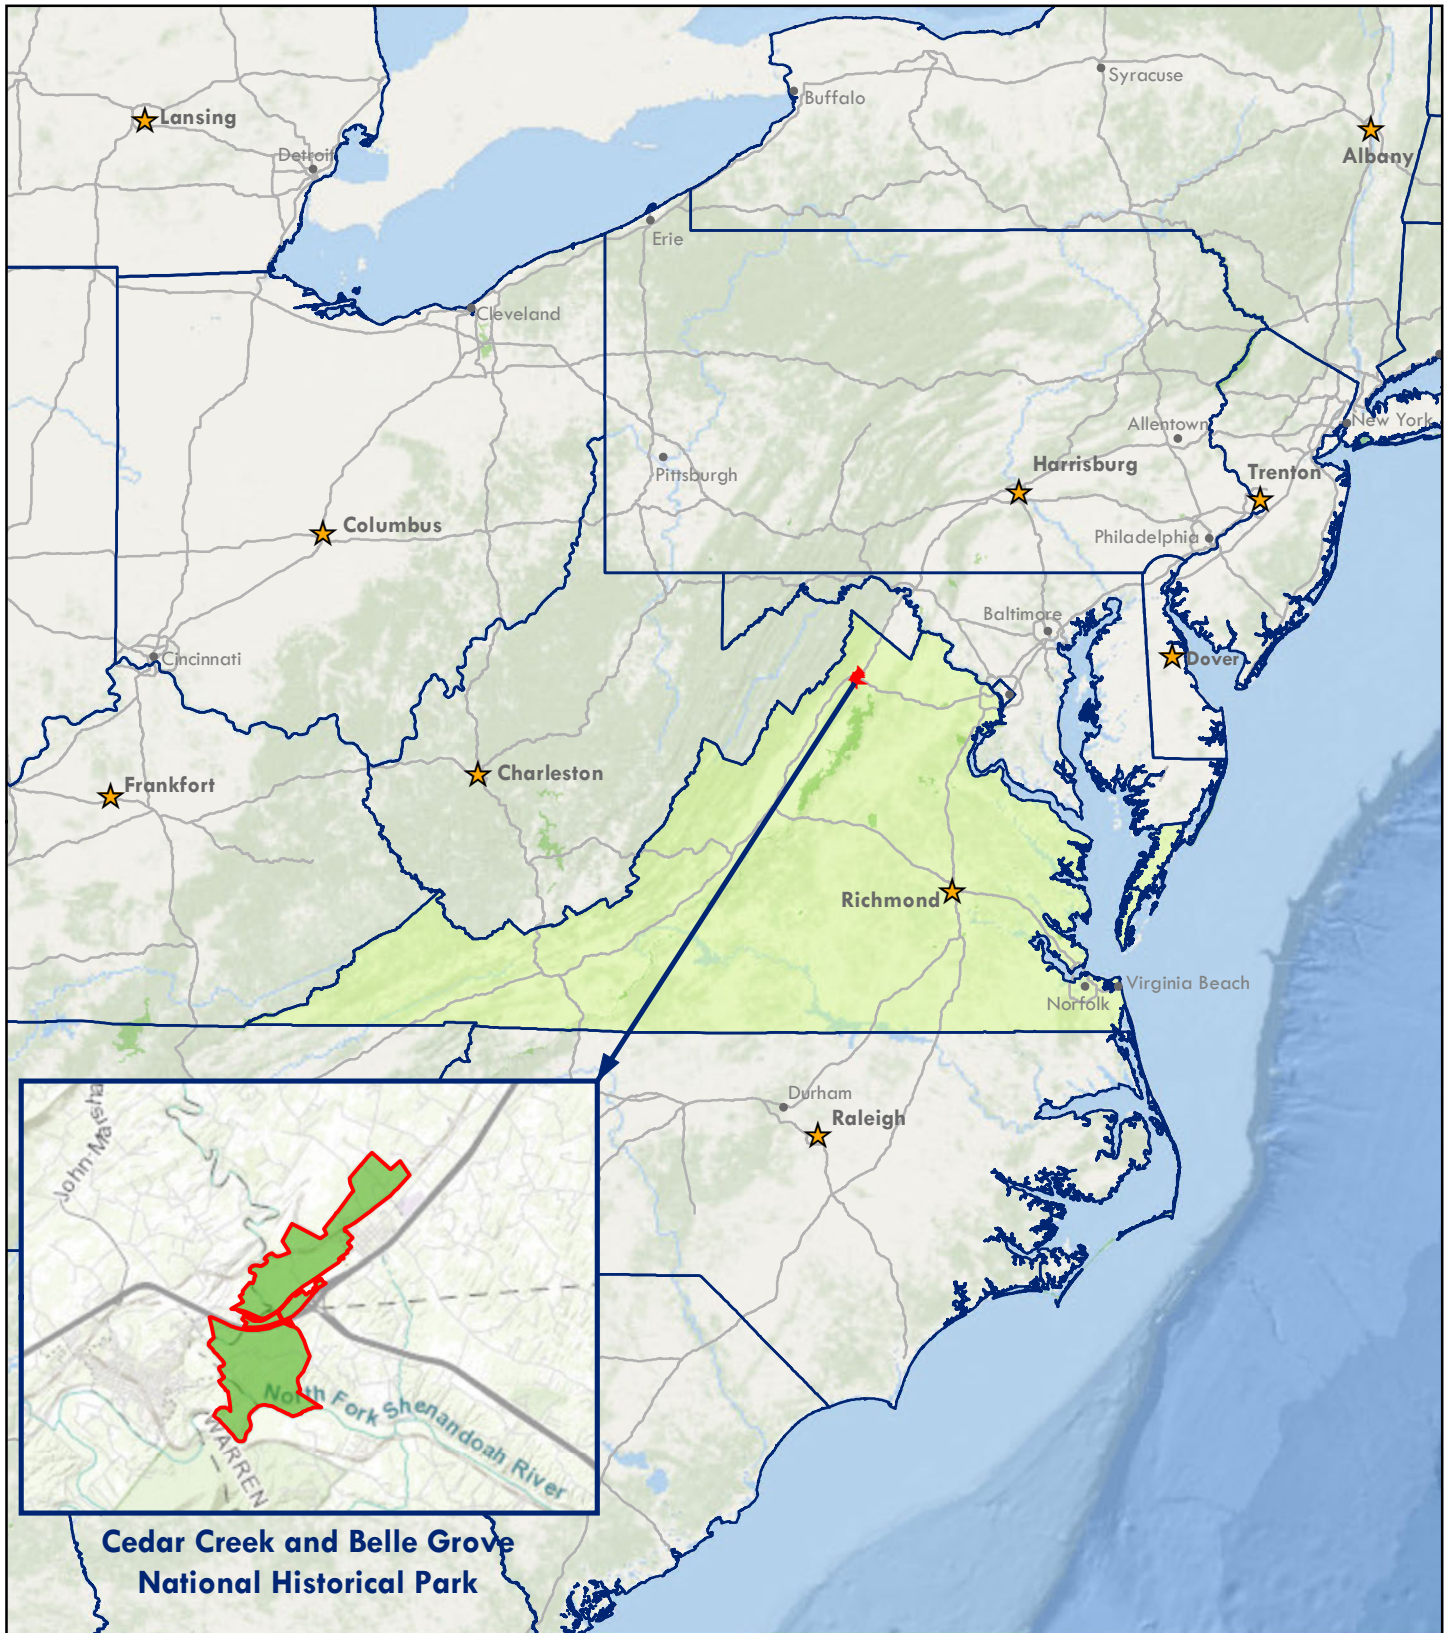 Syracuse
Buffalo
Lansing
Albany
Detroit
Erie
Cleveland
New York
Allentown
Harrisburg
Trenton
Pittsburgh
Columbus
Philadelphia
Baltimore
Cincinnati
Dover
Charleston
Frankfort
Richmond
Virginia Beach
Norfolk
Durham
Raleigh
John Marsha
North Fork Shenandoah River
WARREN
Cedar Creek and Belle Grove
National Historical Park